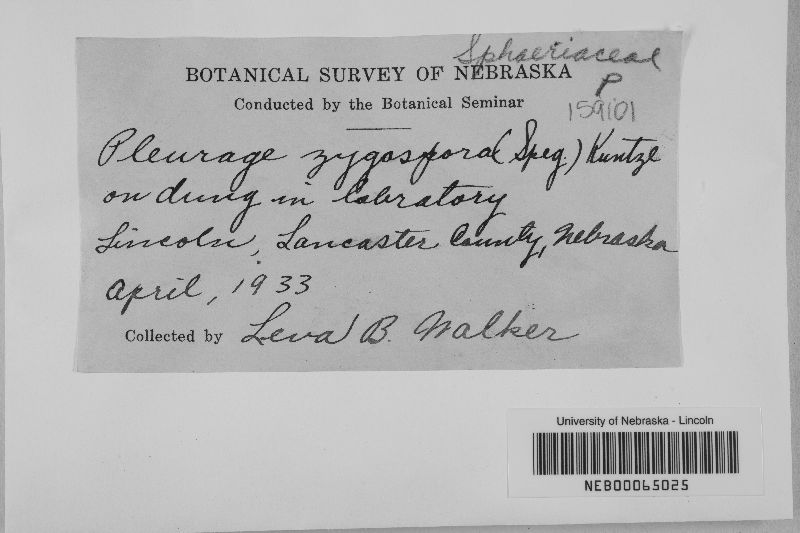 Sphaeriaceae
BOTANICAL SURVEY OF NEBRASKA
P
Conducted by the Botanical Seminar
159101
Pleurage zygospora (Speg.) Kuntze
on dung in labratory
Lincoln, Lancaster County, Nebraska
April, 1933
Collected by Leva B. Walker
University of Nebraska - Lincoln
NEB00065025